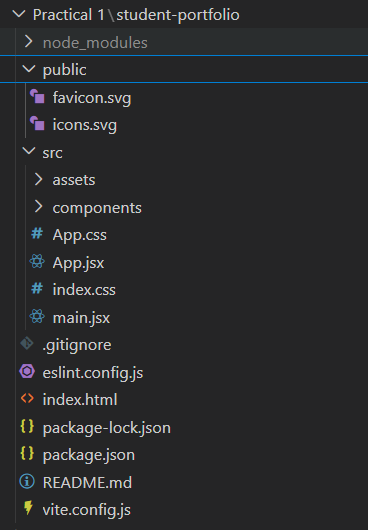 Practical 1\student-portfolio
node_modules
public
favicon.svg
icons.svg
src
assets
components
App.css
App.jsx
index.css
main.jsx
.gitignore
eslint.config.js
index.html
package-lock.json
package.json
README.md
vite.config.js